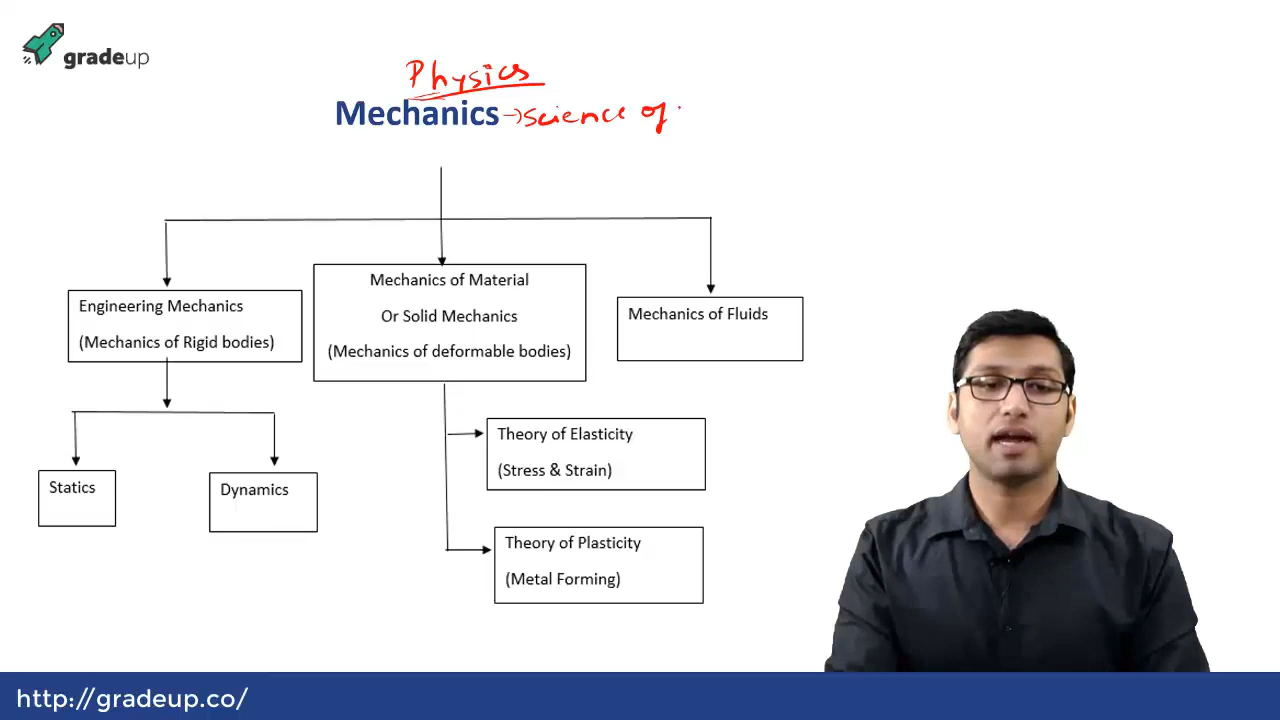 gradeup
Physics
Mechanics → science of
Engineering Mechanics
(Mechanics of Rigid bodies)
Mechanics of Material
Or Solid Mechanics
(Mechanics of deformable bodies)
Mechanics of Fluids
Statics
Dynamics
Theory of Elasticity
(Stress & Strain)
Theory of Plasticity
(Metal Forming)
http://gradeup.co/